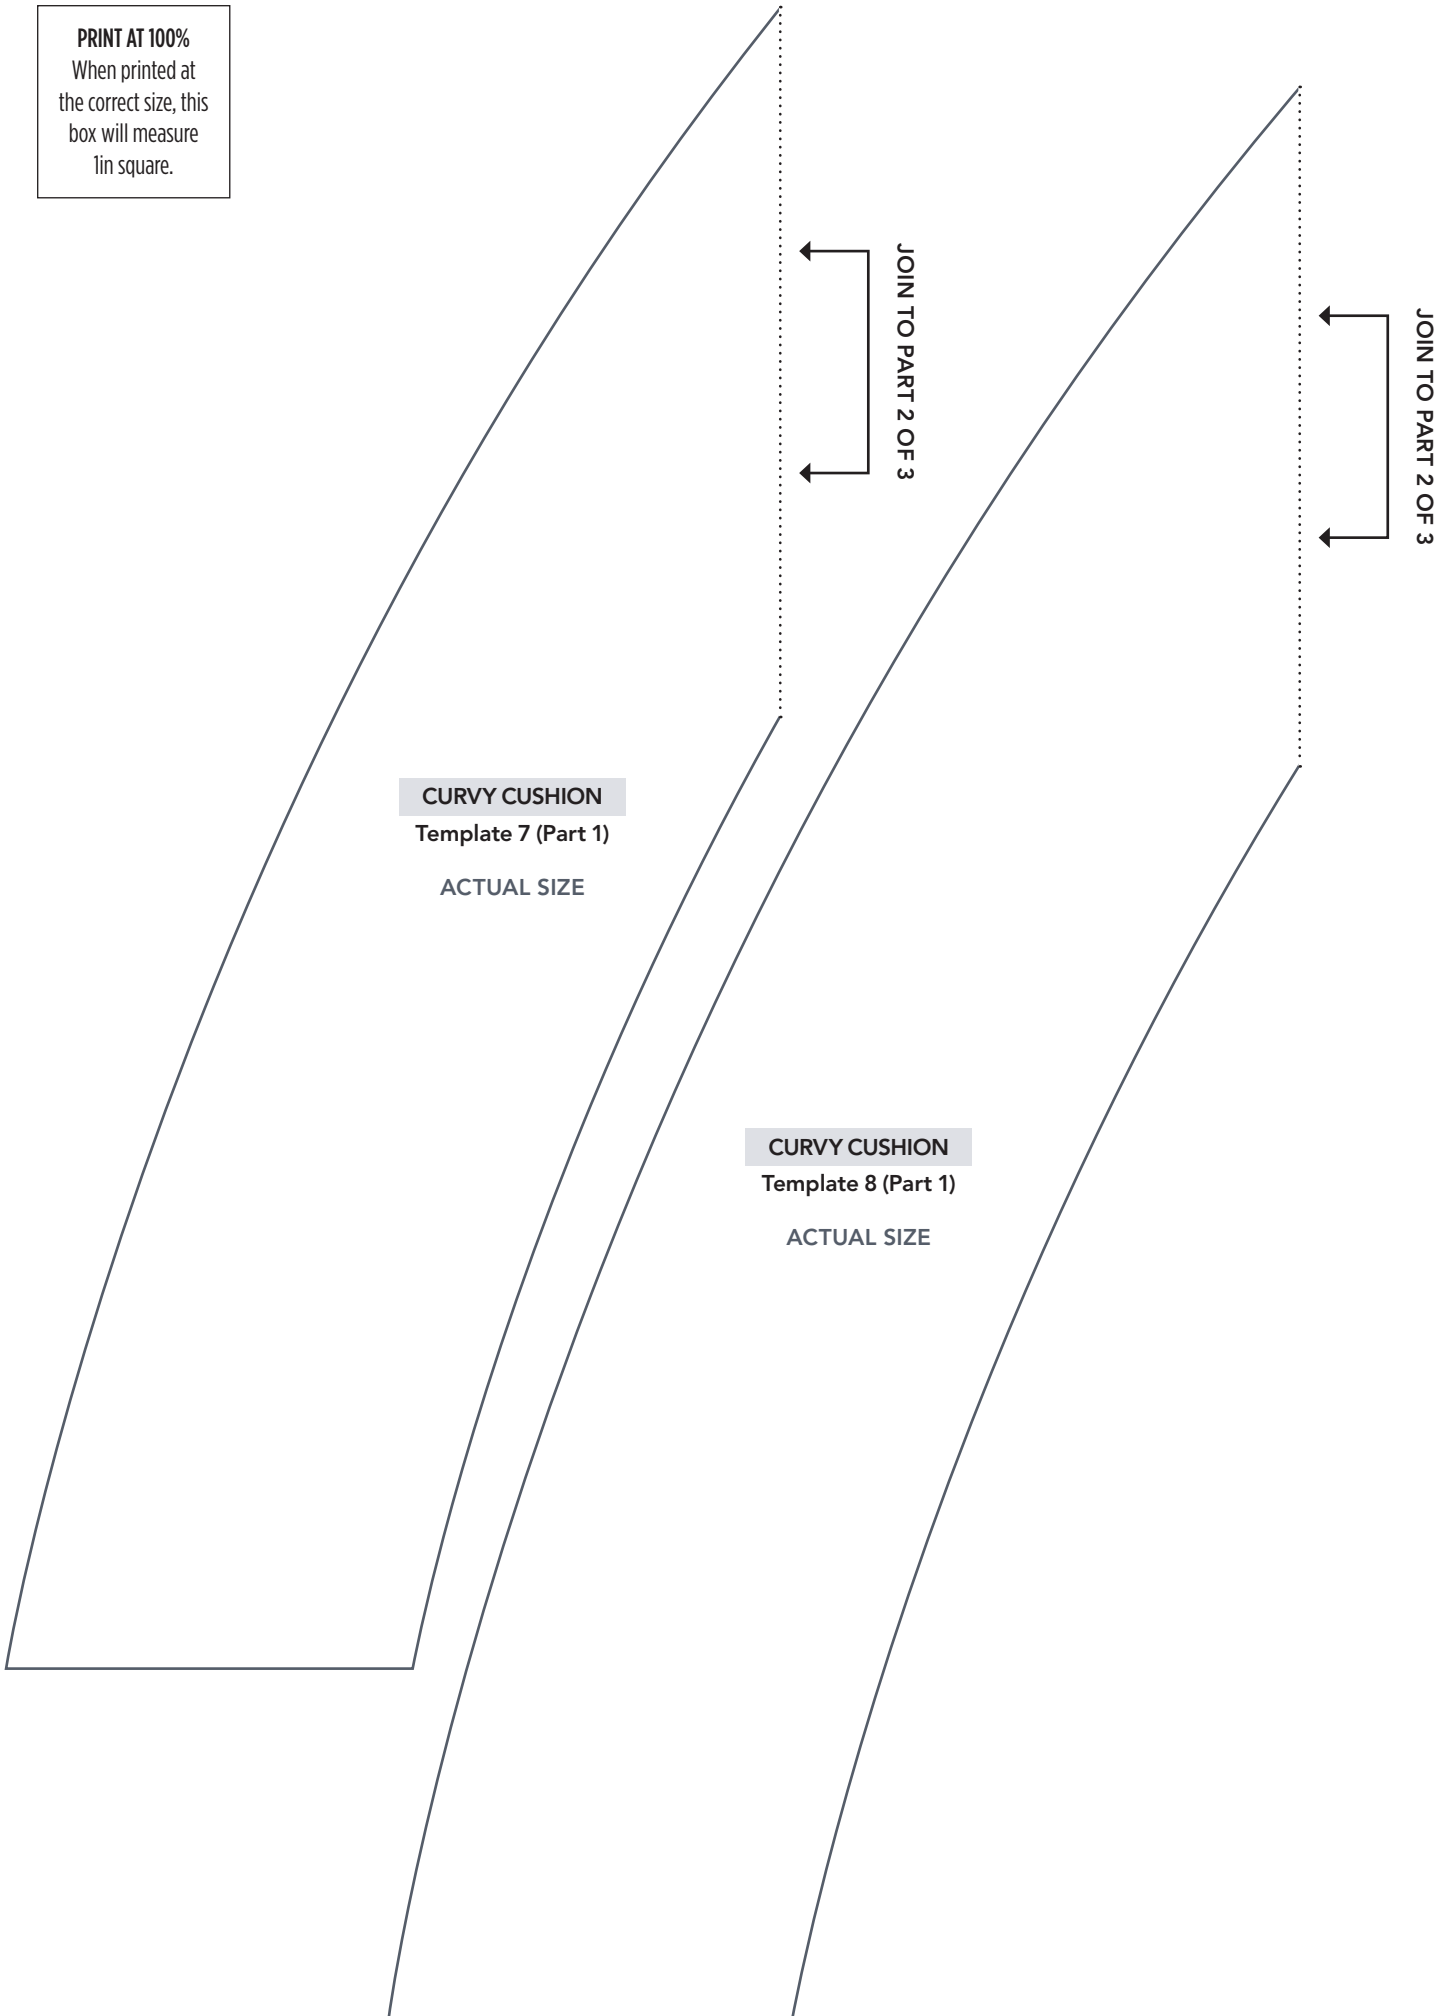 PRINT AT 100%
When printed at
the correct size, this
box will measure
1in square.
JOIN TO PART 2 OF 3
JOIN TO PART 2 OF 3
CURVY CUSHION
Template 7 (Part 1)
ACTUAL SIZE
CURVY CUSHION
Template 8 (Part 1)
ACTUAL SIZE